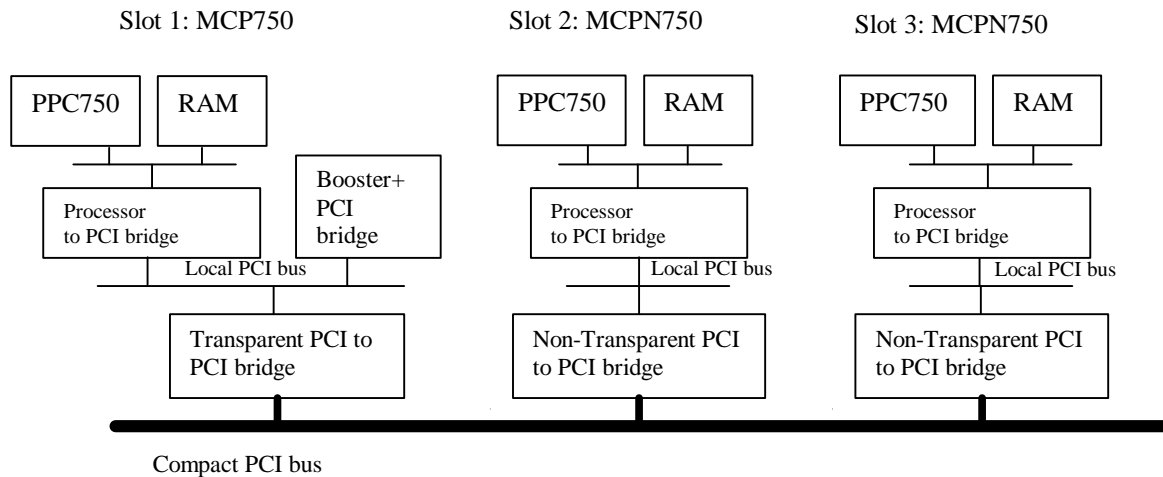 Slot 1: MCP750
Slot 2: MCPN750
Slot 3: MCPN750
PPC750
RAM
PPC750
RAM
PPC750
RAM
Booster+
PCI
bridge
Processor
to PCI bridge
Processor
to PCI bridge
Processor
to PCI bridge
Local PCI bus
Local PCI bus
Local PCI bus
Transparent PCI to
PCI bridge
Non-Transparent PCI
to PCI bridge
Non-Transparent PCI
to PCI bridge
Compact PCI bus